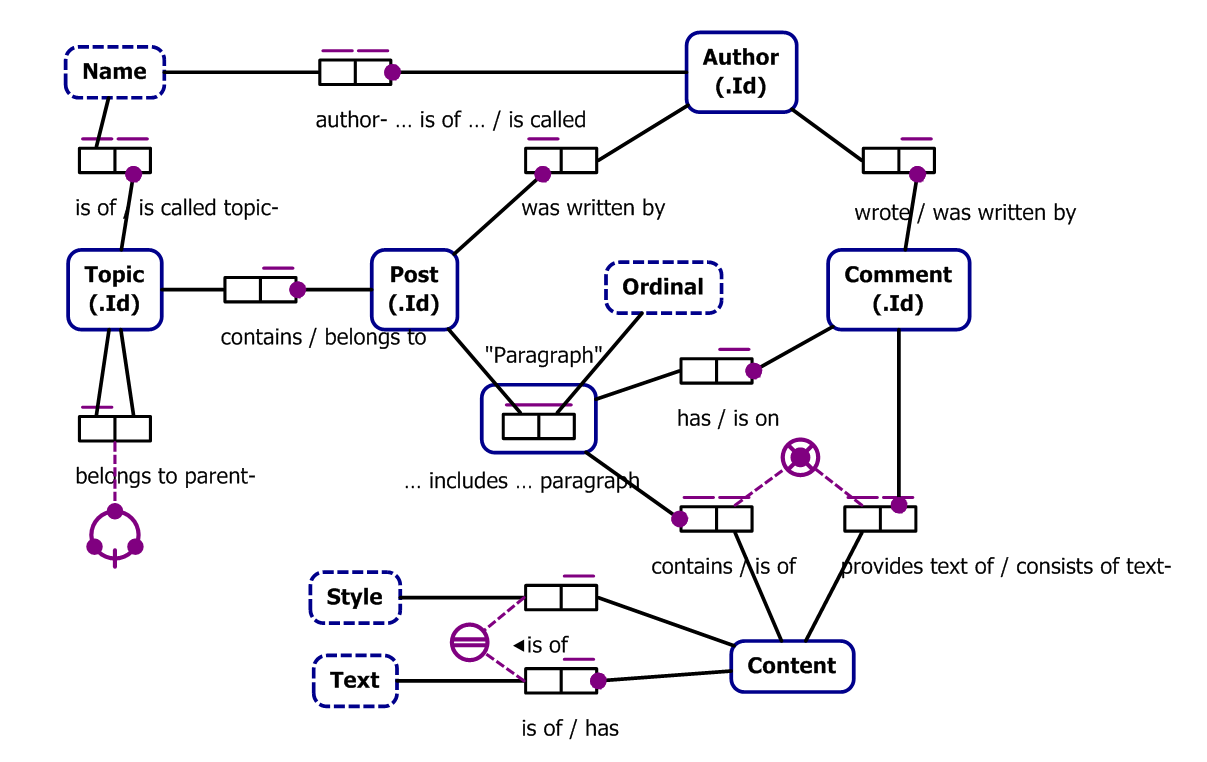 Name
Author
(.Id)
author- ... is of ... / is called
is of / is called topic-
was written by
wrote / was written by
Topic
(.Id)
Post
(.Id)
Ordinal
Comment
(.Id)
contains / belongs to
"Paragraph"
has / is on
belongs to parent-
... includes ... paragraph
contains / is of
provides text of / consists of text-
Style
◄is of
Content
Text
is of / has